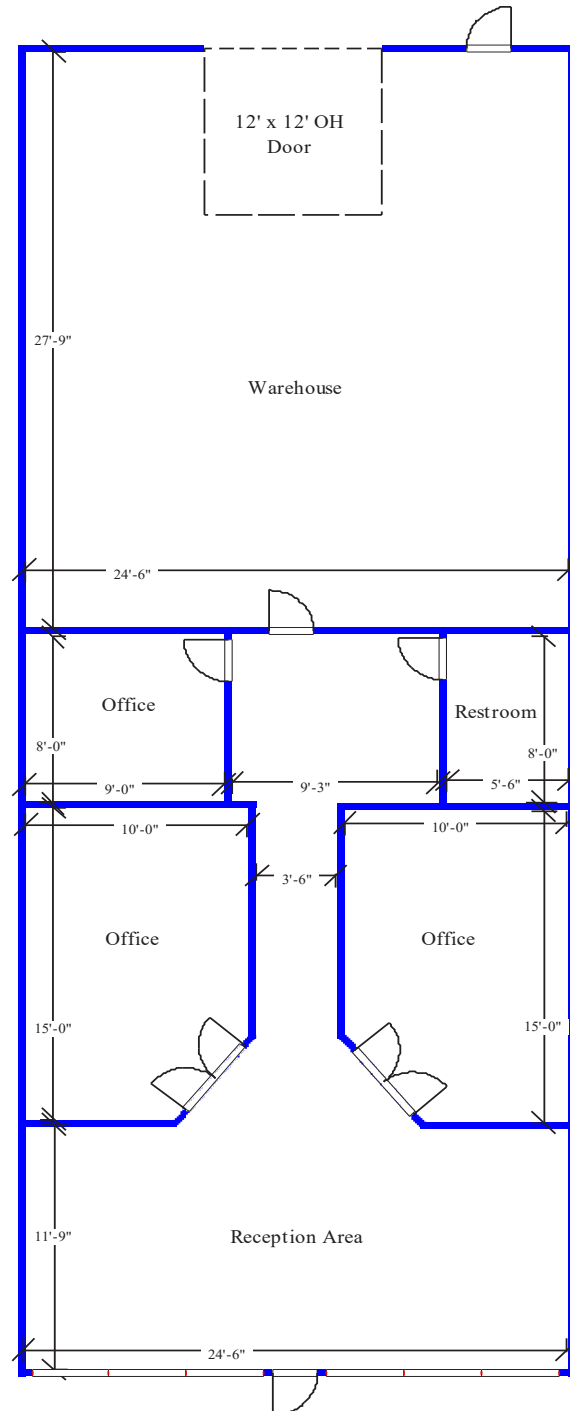 12' x 12' OH
Door
27'-9"
Warehouse
24'-6"
Office
Restroom
8'-0"
8'-0"
9'-0"
9'-3"
5'-6"
10'-0"
10'-0"
3'-6"
Office
Office
15'-0"
15'-0"
11'-9"
Reception Area
24'-6"